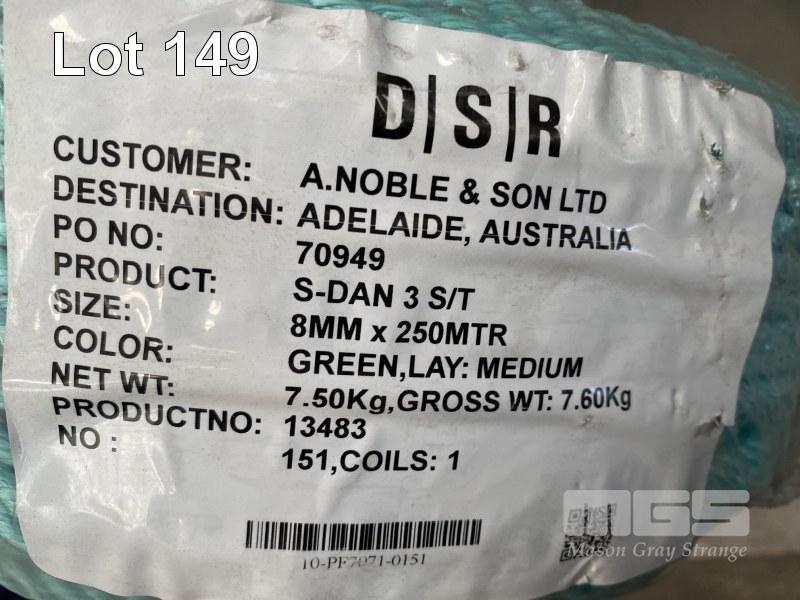 Lot 149
D|S|R
CUSTOMER: A.NOBLE & SON LTD
DESTINATION: ADELAIDE, AUSTRALIA
PO NO: 70949
PRODUCT: S-DAN 3 S/T
SIZE: 8MM x 250MTR
COLOR: GREEN,LAY: MEDIUM
NET WT: 7.50Kg,GROSS WT: 7.60Kg
PRODUCTNO: 13483
NO : 151,COILS: 1
10-PF7071-0151
MGS
Mason Gray Strange